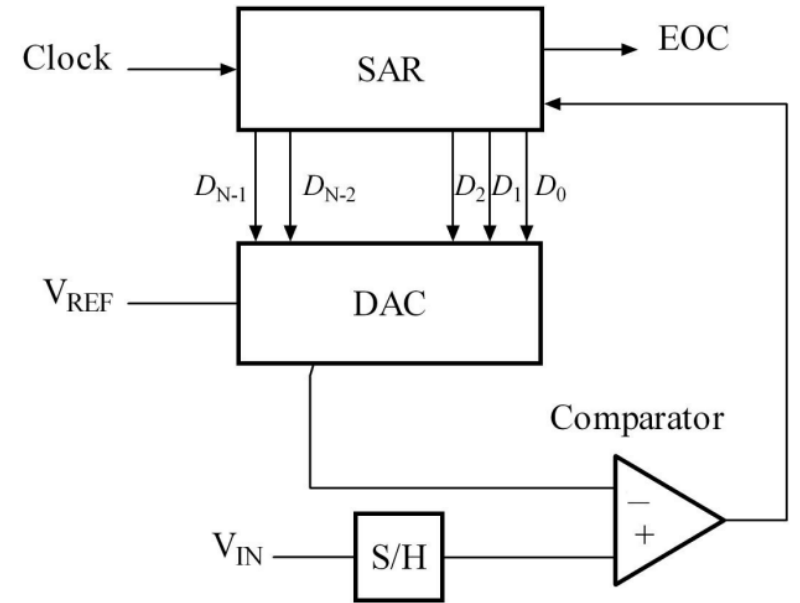 EOC
Clock
SAR
D_N-1 D_N-2 D_2 D_1 D_0
V_REF
DAC
Comparator
−
+
V_IN
S/H